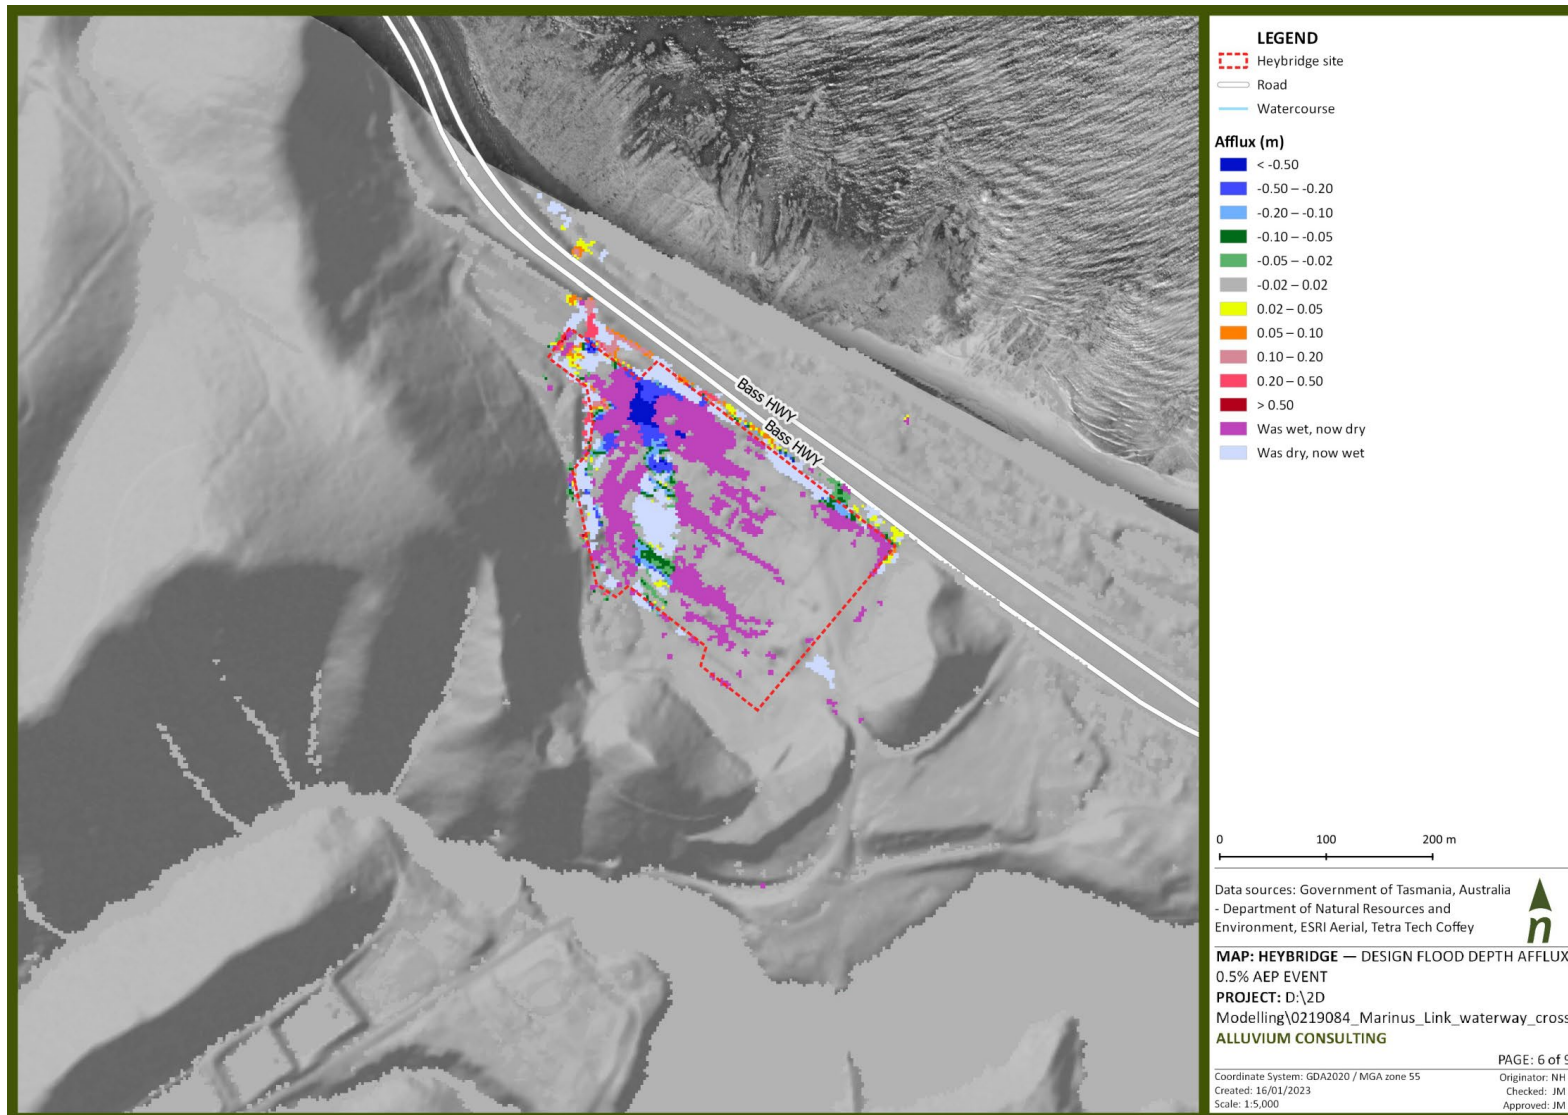 Bass HWY
Bass HWY
LEGEND
Heybridge site
Road
Watercourse
Afflux (m)
< -0.50
-0.50 – -0.20
-0.20 – -0.10
-0.10 – -0.05
-0.05 – -0.02
-0.02 – 0.02
0.02 – 0.05
0.05 – 0.10
0.10 – 0.20
0.20 – 0.50
> 0.50
Was wet, now dry
Was dry, now wet
0 100 200 m
Data sources: Government of Tasmania, Australia
- Department of Natural Resources and
Environment, ESRI Aerial, Tetra Tech Coffey
n
MAP: HEYBRIDGE — DESIGN FLOOD DEPTH AFFLUX
0.5% AEP EVENT
PROJECT: D:\2D
Modelling\0219084_Marinus_Link_waterway_cross
ALLUVIUM CONSULTING
PAGE: 6 of 9
Coordinate System: GDA2020 / MGA zone 55
Created: 16/01/2023
Scale: 1:5,000
Originator: NH
Checked: JM
Approved: JM